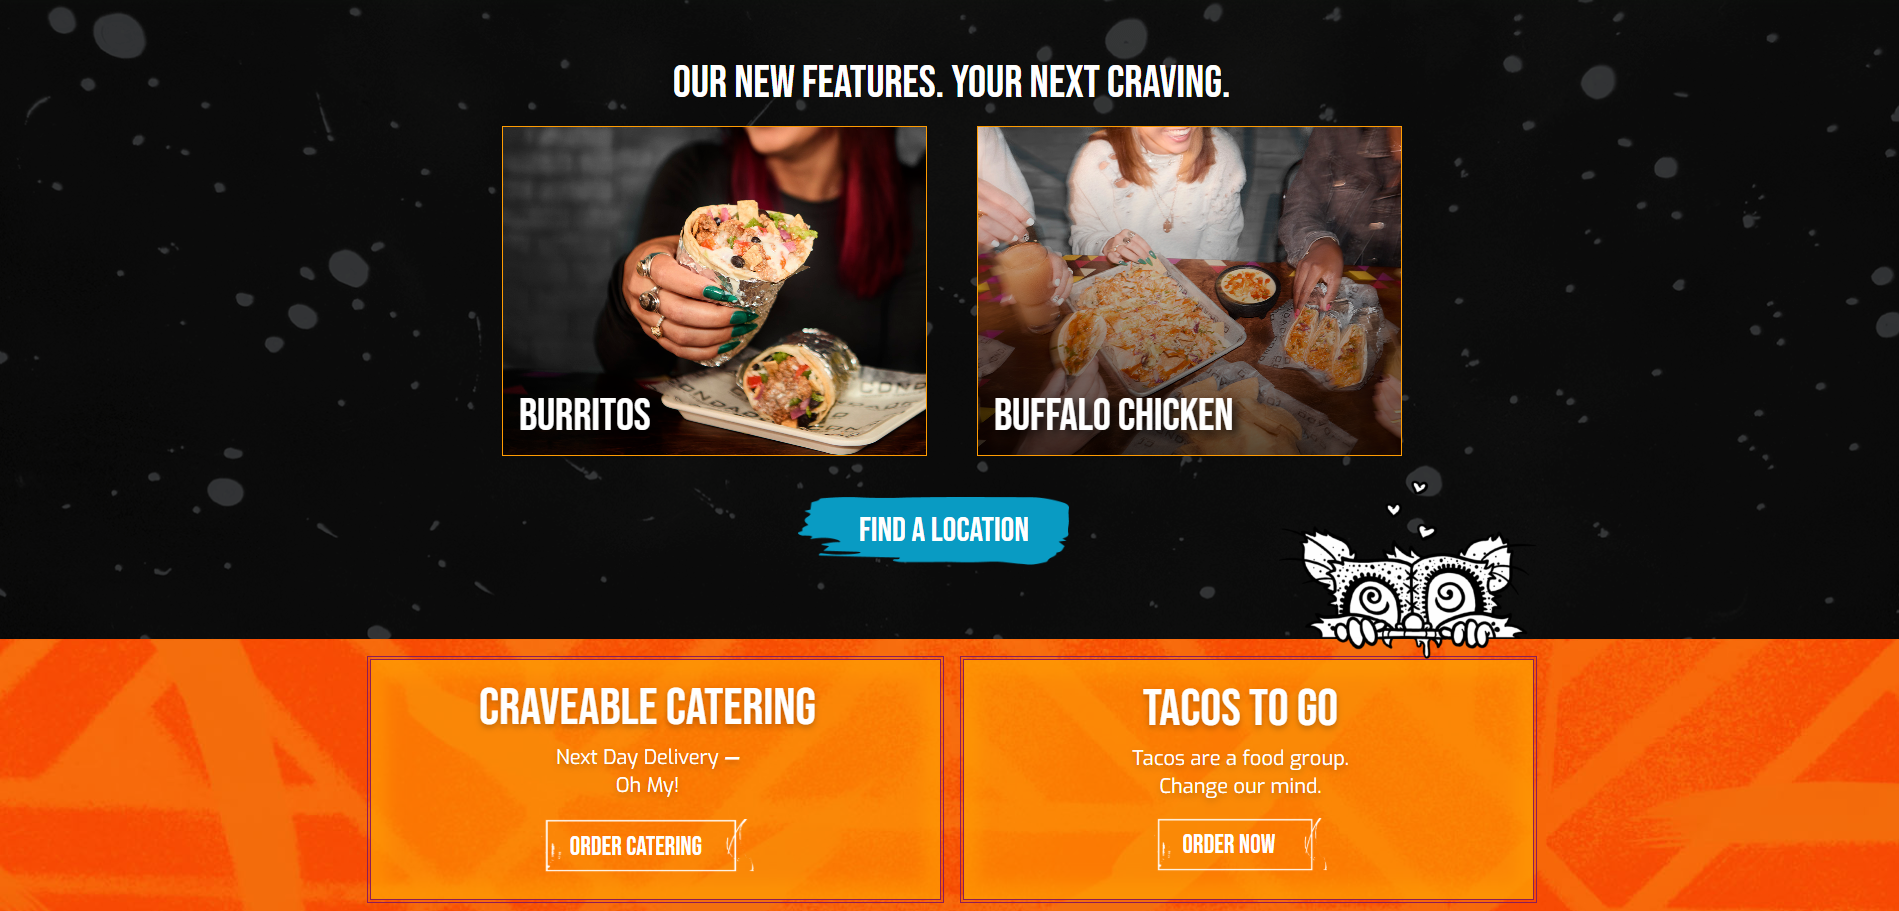 OUR NEW FEATURES. YOUR NEXT CRAVING.
BURRITOS
BUFFALO CHICKEN
FIND A LOCATION
CRAVEABLE CATERING
Next Day Delivery —
Oh My!
ORDER CATERING
TACOS TO GO
Tacos are a food group.
Change our mind.
ORDER NOW